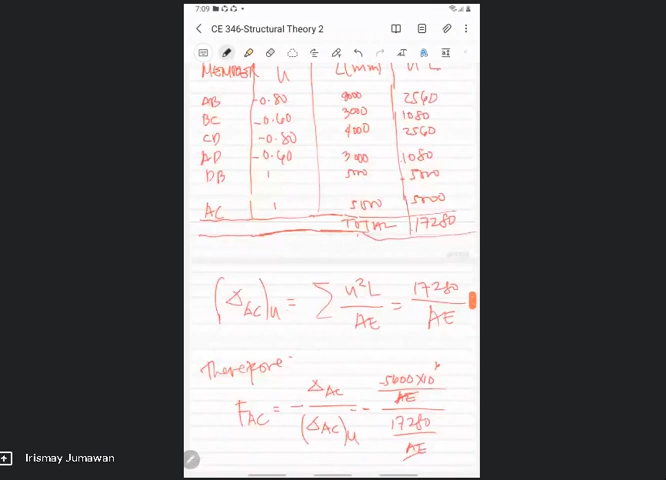 7:09
CE 346-Structural Theory 2
MEMBER u L(mm) u²L
AB -0.80 4000 2560
BC -0.60 3000 1080
CD -0.80 4000 2560
AD -0.60 3000 1080
DB 1 5000 5000
AC 1 5000 5000
TOTAL 17280
(ΔAC)u = Σ u²L / AE = 17280 / AE
Therefore
FAC = - ΔAC / (ΔAC)u = - (-5600×10³ / AE) / (17280 / AE)
Irismay Jumawan